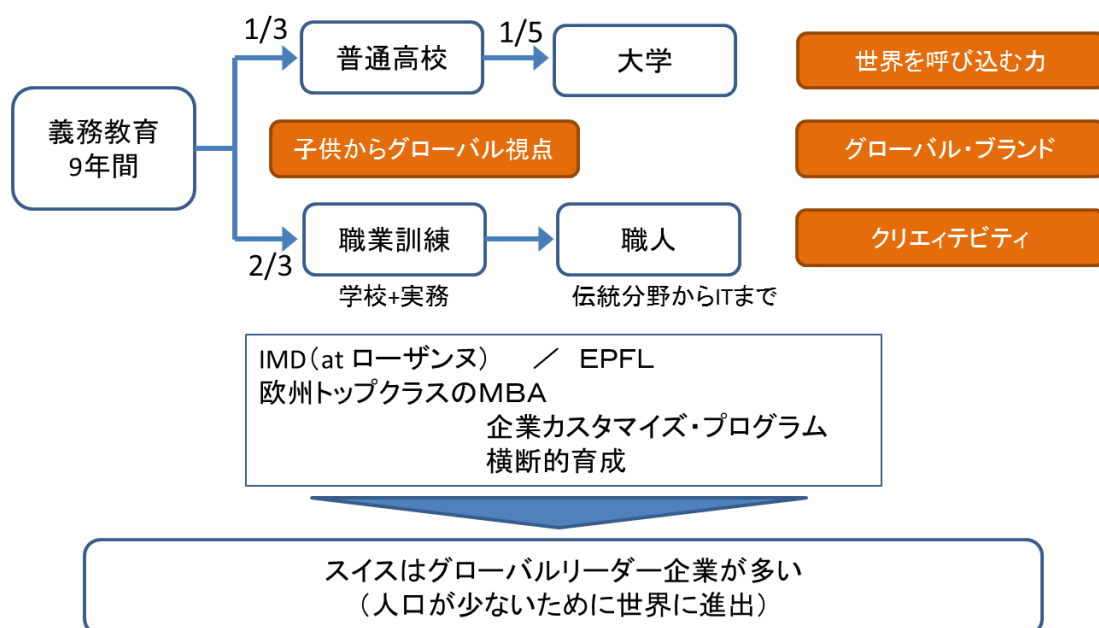 1/3
普通高校
1/5
大学
世界を呼び込む力
義務教育
9年間
子供からグローバル視点
グローバル・ブランド
2/3
職業訓練
職人
クリエィテビティ
学校+実務
伝統分野からITまで
IMD(at ローザンヌ) ／ ＥＰＦＬ
欧州トップクラスのＭＢＡ
企業カスタマイズ・プログラム
横断的育成
スイスはグローバルリーダー企業が多い
（人口が少ないために世界に進出）